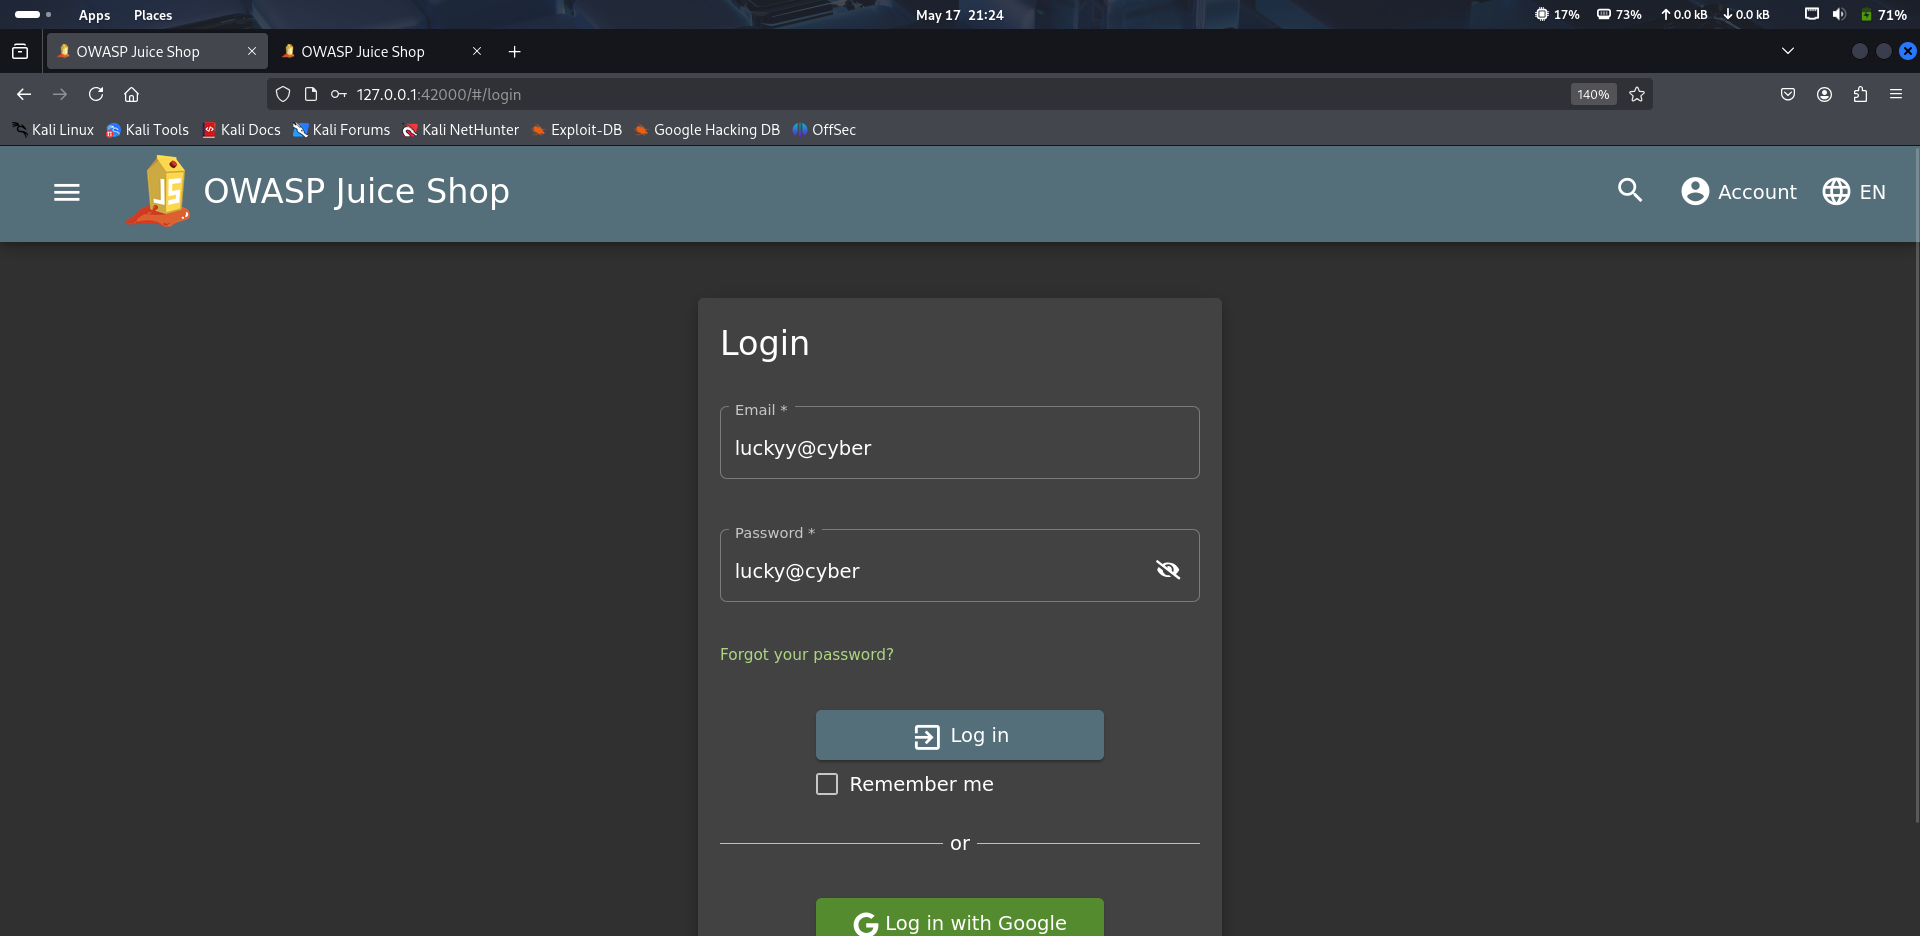 Apps Places May 17 21:24 17% 73% 0.0 kB 0.0 kB 71%
OWASP Juice Shop OWASP Juice Shop
127.0.0.1:42000/#/login 140%
Kali Linux Kali Tools Kali Docs Kali Forums Kali NetHunter Exploit-DB Google Hacking DB OffSec
JS OWASP Juice Shop Account EN
Login
Email *
luckyy@cyber
Password *
lucky@cyber
Forgot your password?
Log in
Remember me
or
G Log in with Google